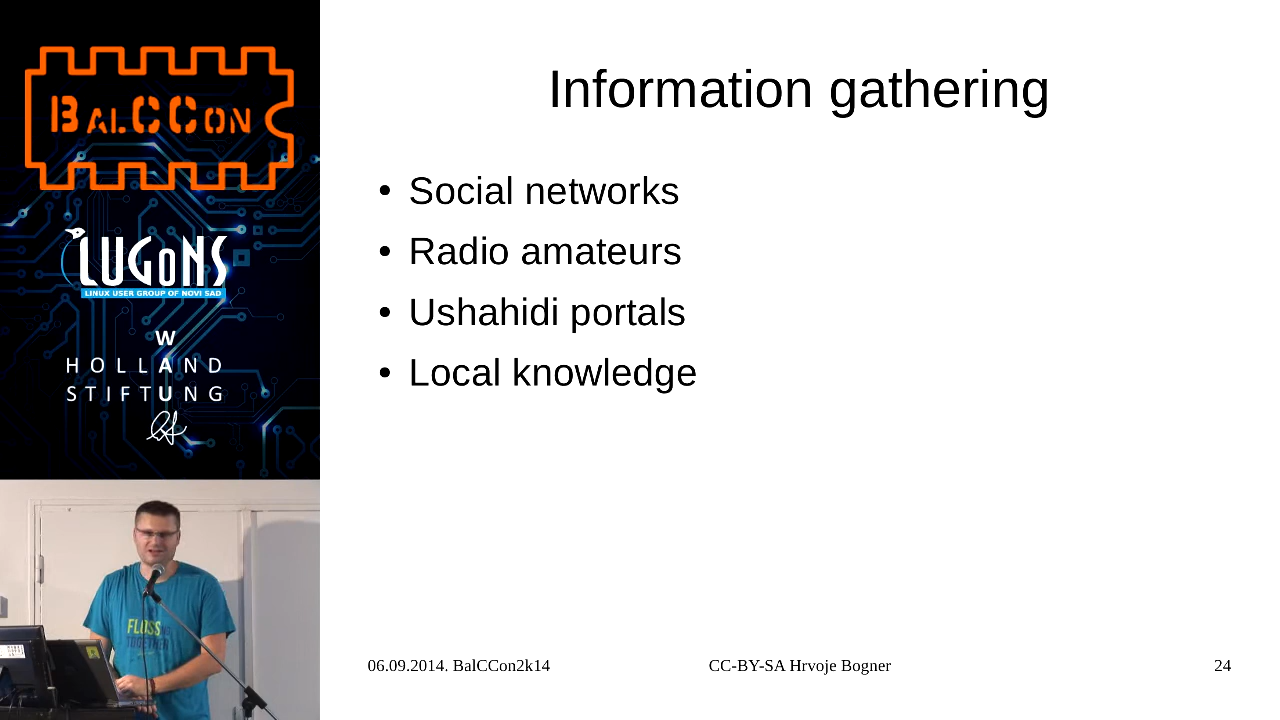 BALCCON
LUGONS
LINUX USER GROUP OF NOVI SAD
W
HOLLAND
STIFTUNG
Information gathering
• Social networks
• Radio amateurs
• Ushahidi portals
• Local knowledge
FLOSS
TOGETHER
06.09.2014. BalCCon2k14
CC-BY-SA Hrvoje Bogner
24